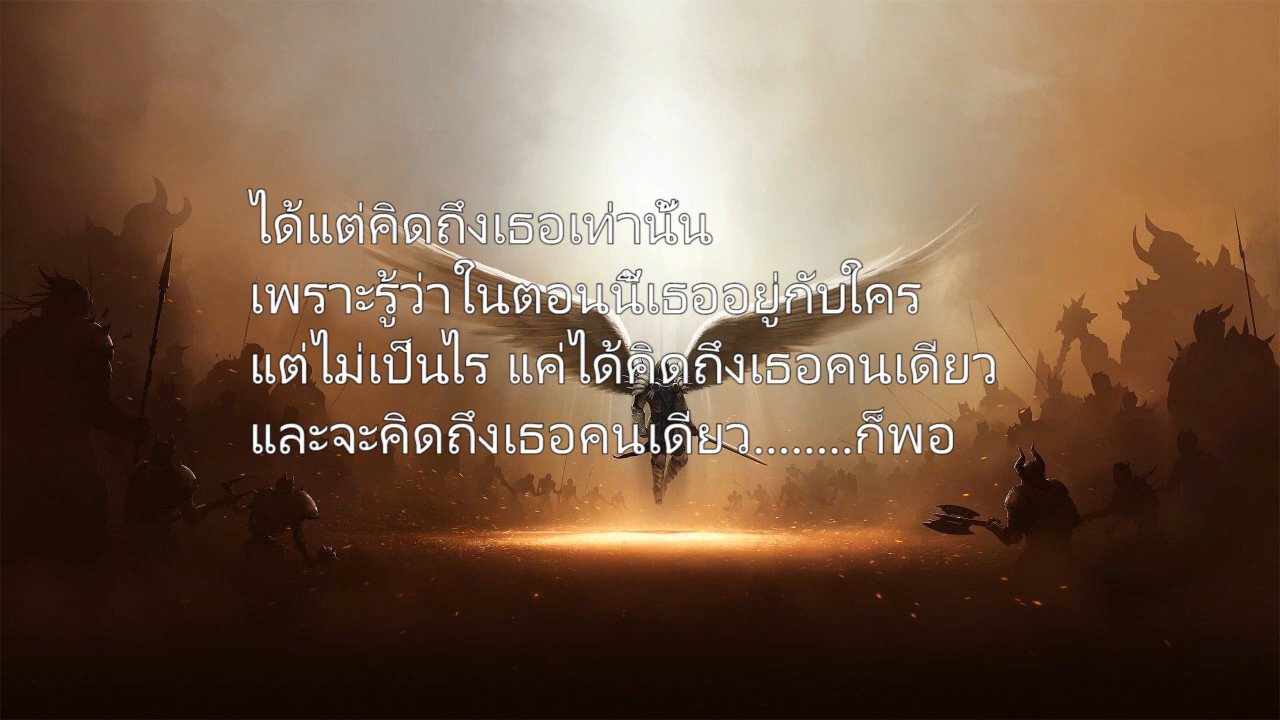 ได้แต่คิดถึงเธอเท่านั้น
เพราะรู้ว่าในตอนนี้เธออยู่กับใคร
แต่ไม่เป็นไร แค่ได้คิดถึงเธอคนเดียว
และจะคิดถึงเธอคนเดียว........ก็พอ